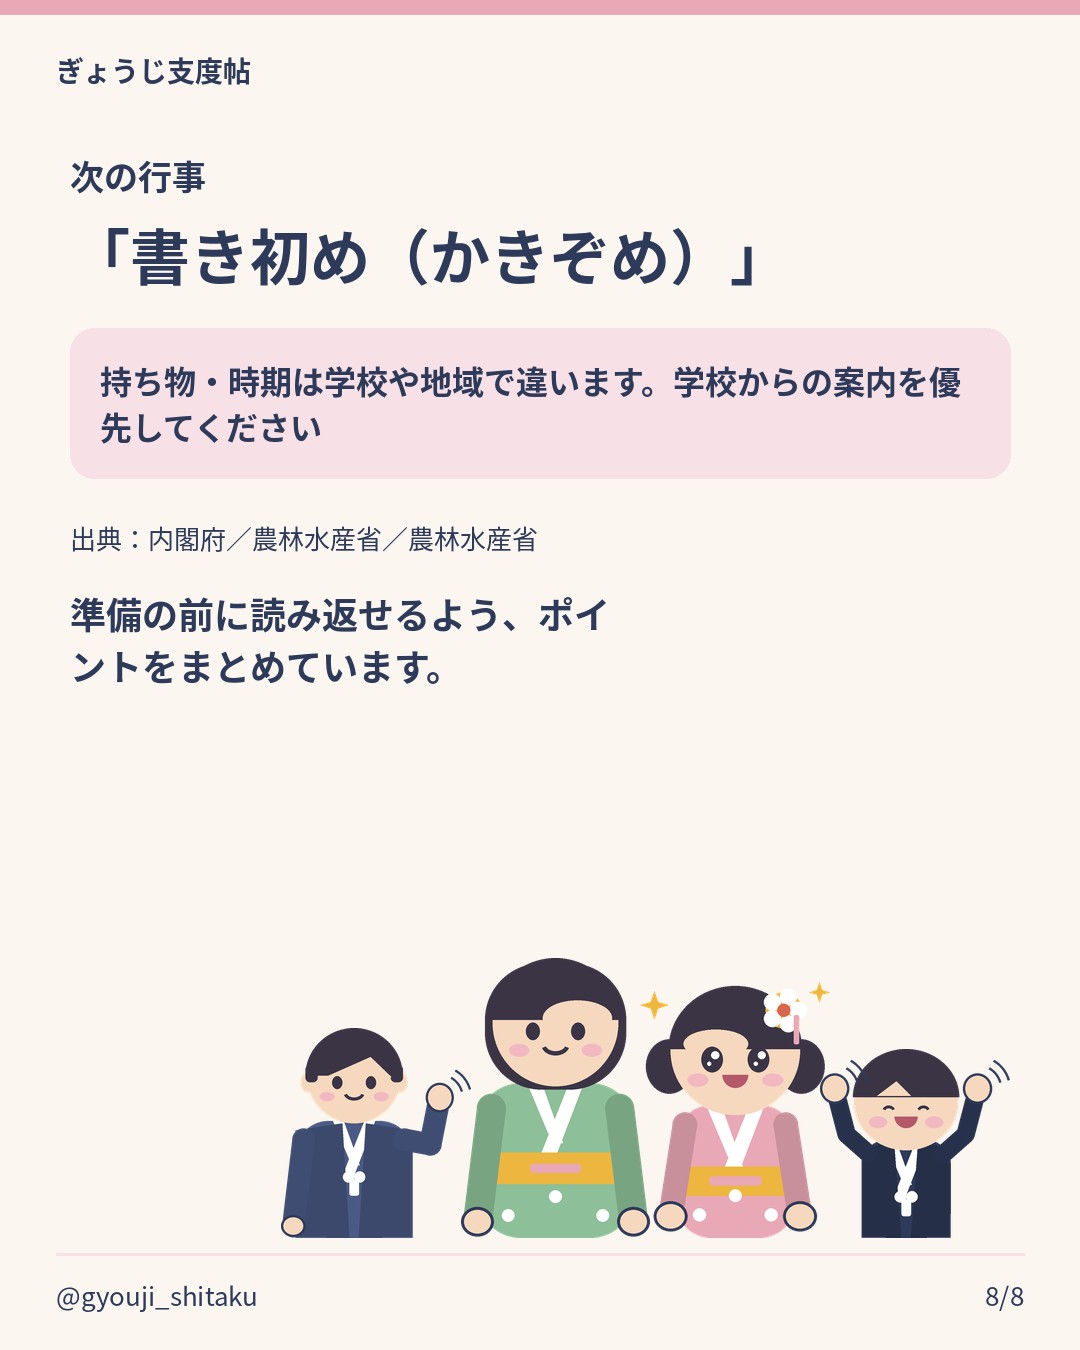 ぎょうじ支度帖
次の行事
「書き初め（かきぞめ）」
持ち物・時期は学校や地域で違います。学校からの案内を優
先してください
出典：内閣府／農林水産省／農林水産省
準備の前に読み返せるよう、ポイ
ントをまとめています。
@gyouji_shitaku
8/8